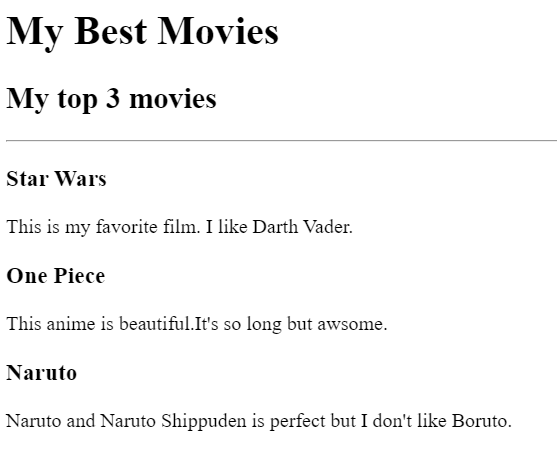 My Best Movies
My top 3 movies
Star Wars
This is my favorite film. I like Darth Vader.
One Piece
This anime is beautiful.It's so long but awsome.
Naruto
Naruto and Naruto Shippuden is perfect but I don't like Boruto.